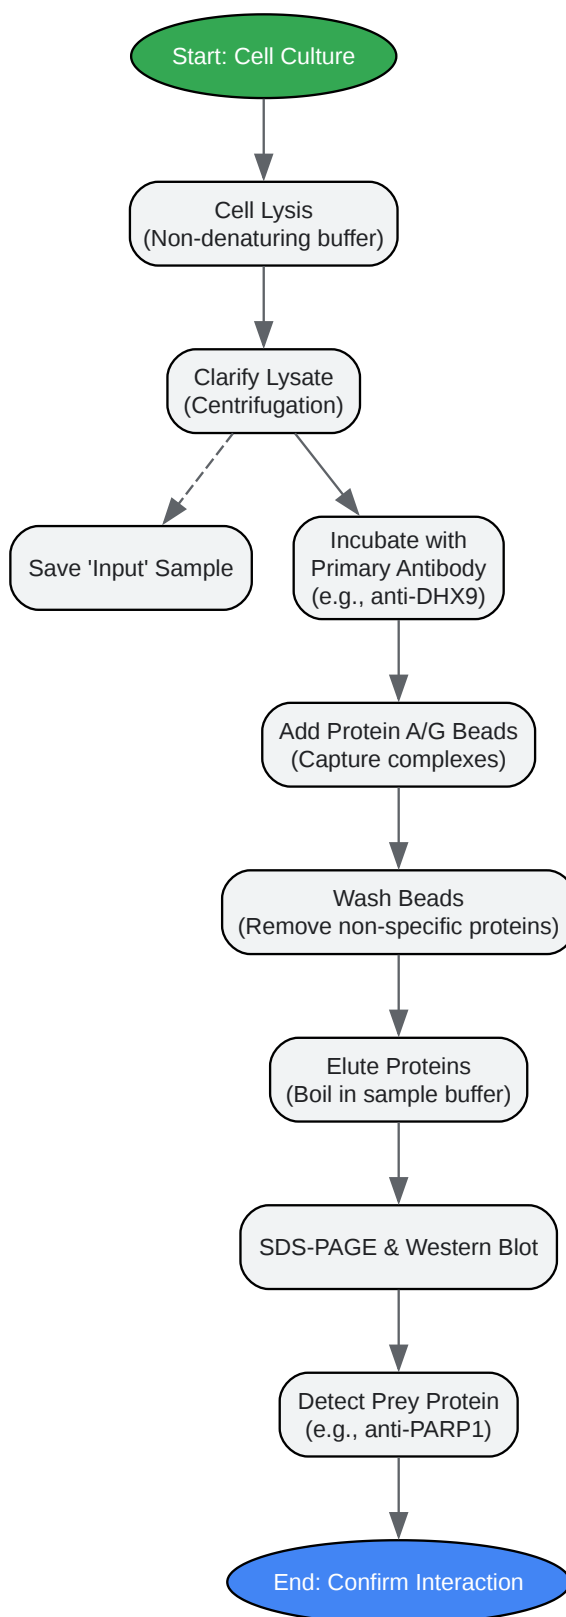 Start: Cell Culture
Cell Lysis
(Non-denaturing buffer)
Clarify Lysate
(Centrifugation)
Save 'Input' Sample
Incubate with
Primary Antibody
(e.g., anti-DHX9)
Add Protein A/G Beads
(Capture complexes)
Wash Beads
(Remove non-specific proteins)
Elute Proteins
(Boil in sample buffer)
SDS-PAGE & Western Blot
Detect Prey Protein
(e.g., anti-PARP1)
End: Confirm Interaction